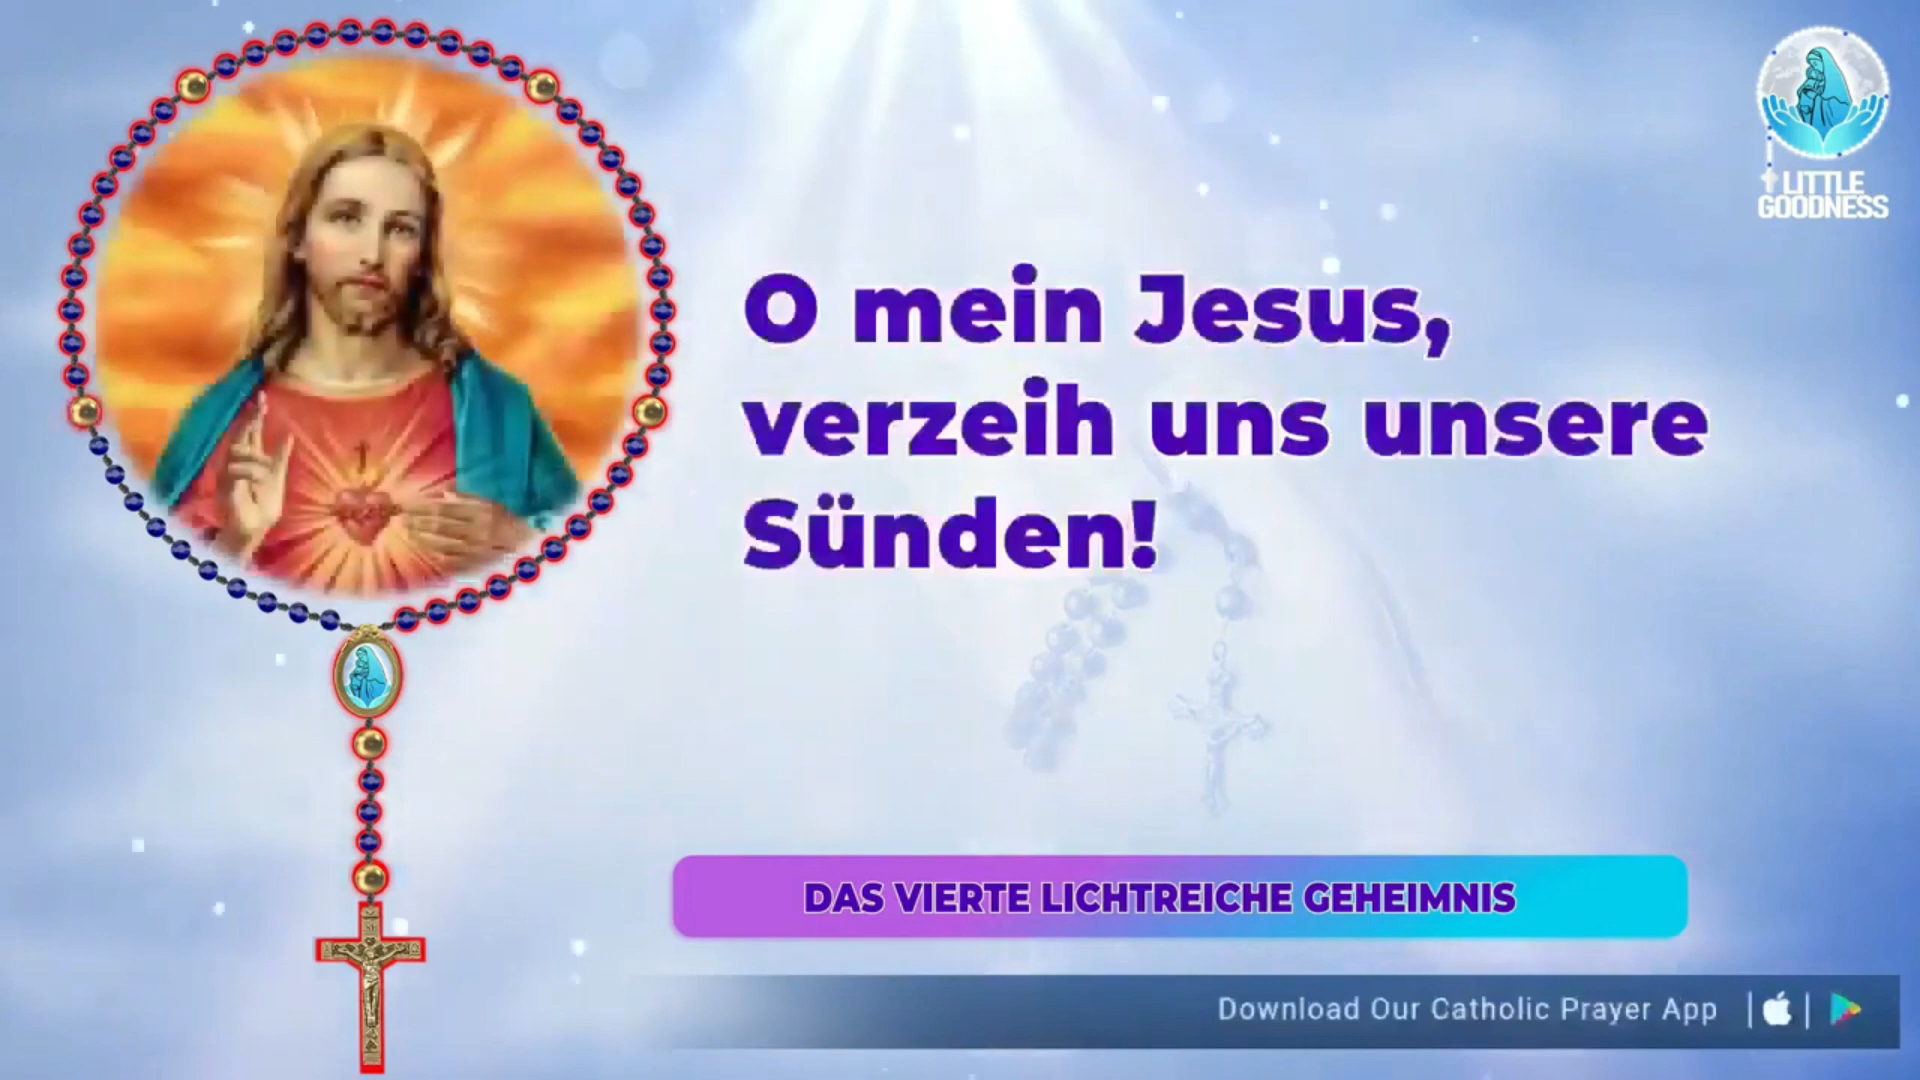 LITTLE
GOODNESS
O mein Jesus,
verzeih uns unsere
Sünden!
DAS VIERTE LICHTREICHE GEHEIMNIS
Download Our Catholic Prayer App